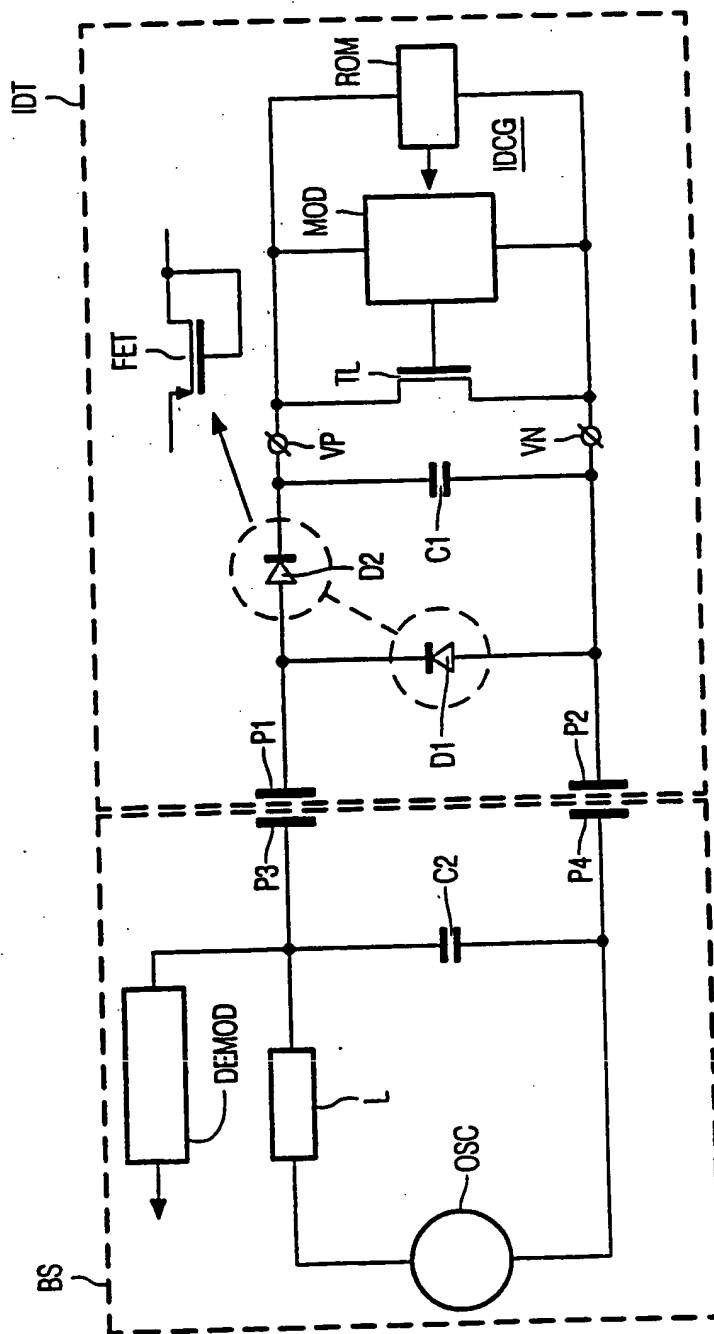 IDT
ROM
MOD
IDCG
FET
TL
VP
VN
D2
C1
D1
P1
P2
P3
P4
C2
DEMOD
L
OSC
BS